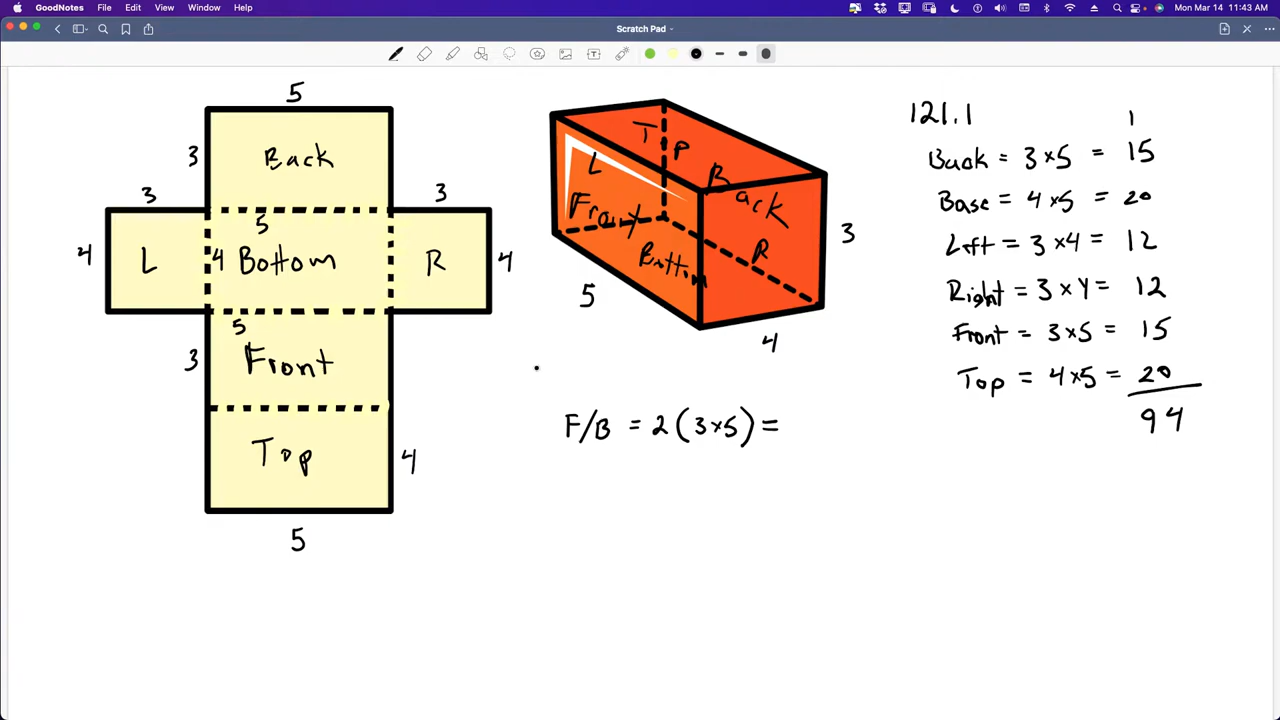 GoodNotes File Edit View Navigate Window Help
Mon Mar 14 11:43 AM
Scratch Pad
5
3
Back
3
3
4
L
5
4
Bottom
R
4
5
3
Front
Top
4
5
Top
L
Back
Front
R
Bottom
3
5
4
F/B = 2(3×5) =
121.1
1
Back = 3×5 = 15
Base = 4×5 = 20
Left = 3×4 = 12
Right = 3×4 = 12
Front = 3×5 = 15
Top = 4×5 = 20
94